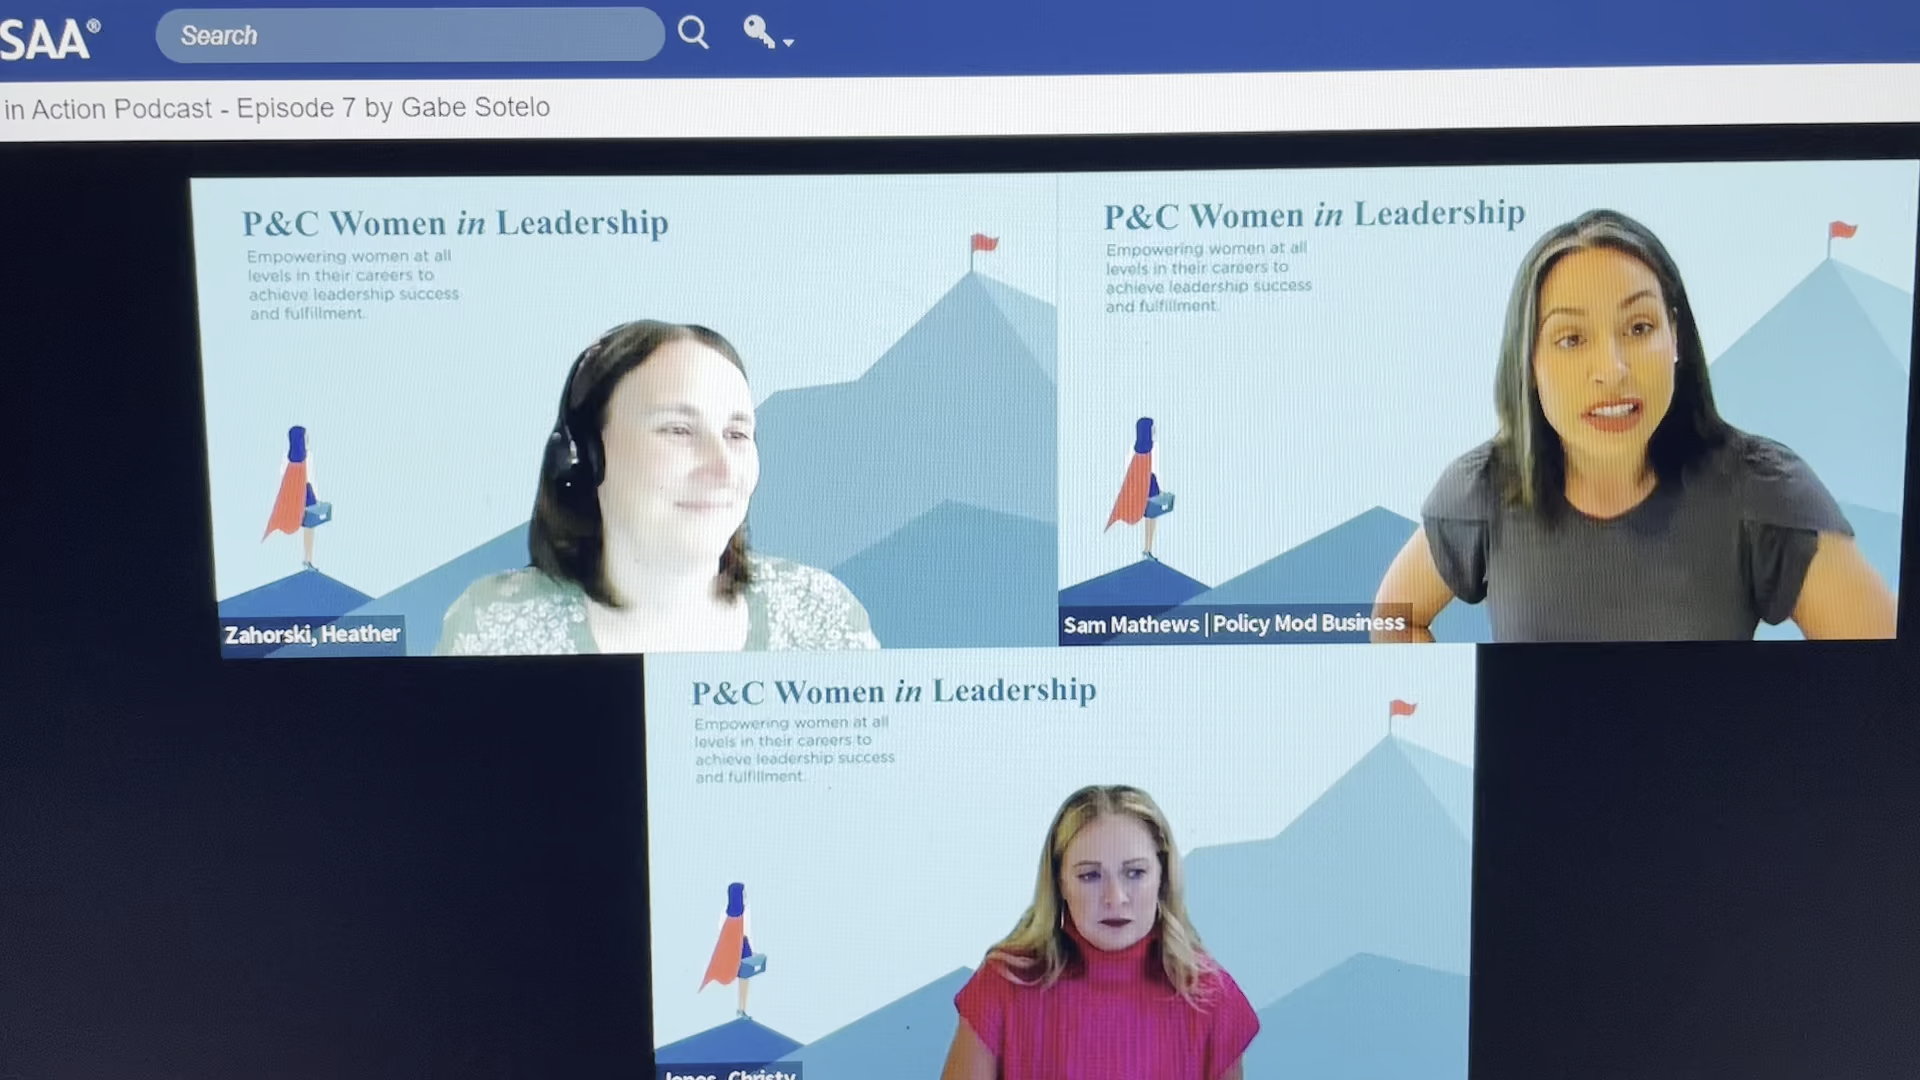 SAA®
Search
in Action Podcast - Episode 7 by Gabe Sotelo
P&C Women in Leadership
Empowering women at all
levels in their careers to
achieve leadership success
and fulfillment.
Zahorski, Heather
P&C Women in Leadership
Empowering women at all
levels in their careers to
achieve leadership success
and fulfillment.
Sam Mathews | Policy Mod Business
P&C Women in Leadership
Empowering women at all
levels in their careers to
achieve leadership success
and fulfillment.
Jones, Christy